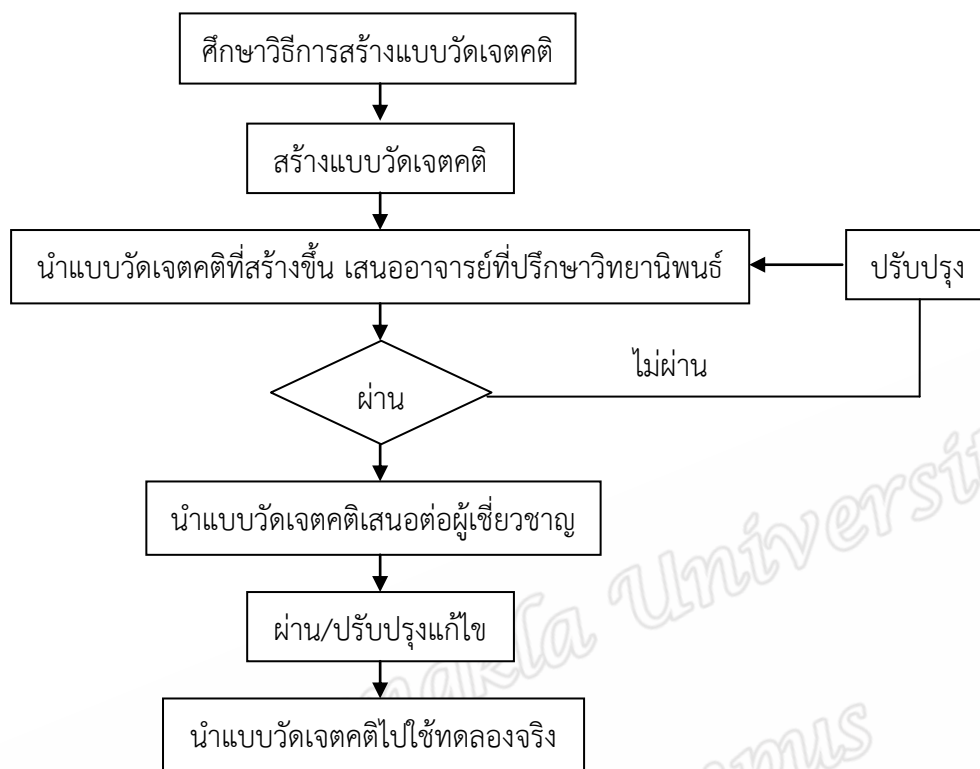 ศึกษาวิธีการสร้างแบบวัดเจตคติ
สร้างแบบวัดเจตคติ
นำแบบวัดเจตคติที่สร้างขึ้น เสนออาจารย์ที่ปรึกษาวิทยานิพนธ์
ปรับปรุง
ไม่ผ่าน
ผ่าน
นำแบบวัดเจตคติเสนอต่อผู้เชี่ยวชาญ
ผ่าน/ปรับปรุงแก้ไข
นำแบบวัดเจตคติไปใช้ทดลองจริง